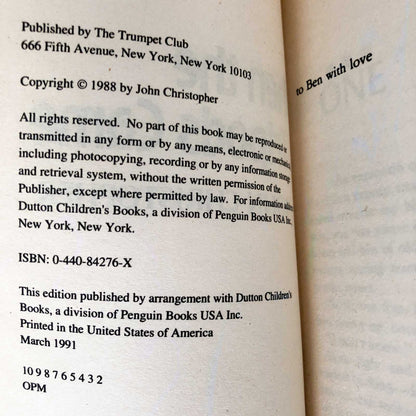 Published by The Trumpet Club
666 Fifth Avenue, New York, New York 10103
Copyright © 1988 by John Christopher
All rights reserved. No part of this book may be reproduced or
transmitted in any form or by any means, electronic or mechanical
including photocopying, recording or by any information storage
and retrieval system, without the written permission of the
Publisher, except where permitted by law. For information address
Dutton Children's Books, a division of Penguin Books USA Inc.
New York, New York.
ISBN: 0-440-84276-X
This edition published by arrangement with Dutton Children's
Books, a division of Penguin Books USA Inc.
Printed in the United States of America
March 1991
10 9 8 7 6 5 4 3 2
OPM
to Ben with love
ONE